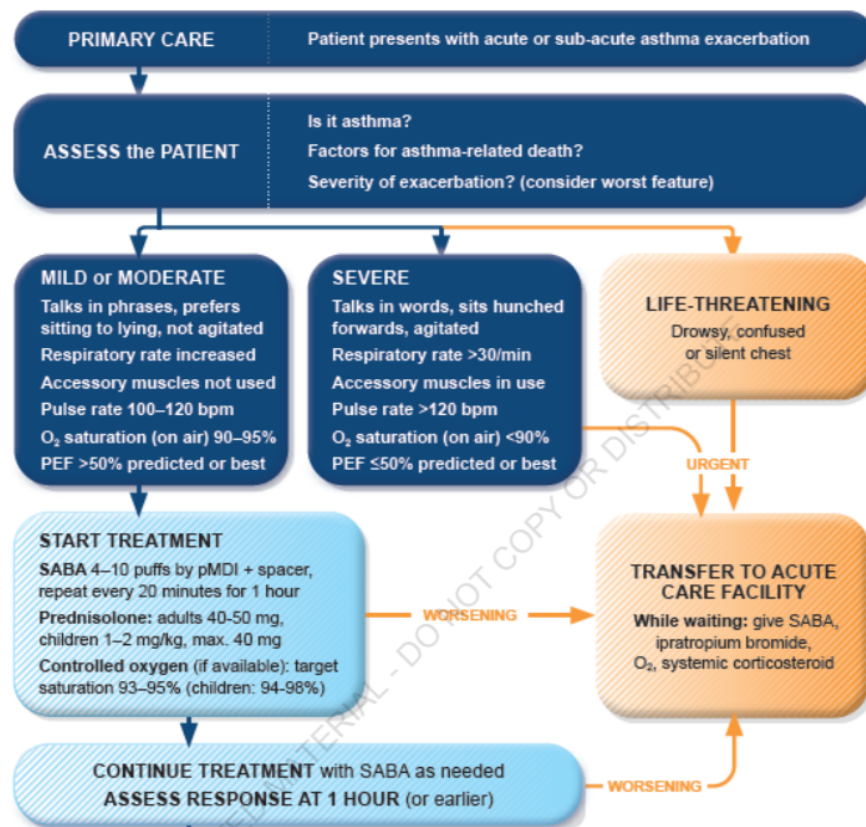 PRIMARY CARE
Patient presents with acute or sub-acute asthma exacerbation
ASSESS the PATIENT
Is it asthma?
Factors for asthma-related death?
Severity of exacerbation? (consider worst feature)
MILD or MODERATE
Talks in phrases, prefers
sitting to lying, not agitated
Respiratory rate increased
Accessory muscles not used
Pulse rate 100–120 bpm
O₂ saturation (on air) 90–95%
PEF >50% predicted or best
SEVERE
Talks in words, sits hunched
forwards, agitated
Respiratory rate >30/min
Accessory muscles in use
Pulse rate >120 bpm
O₂ saturation (on air) <90%
PEF ≤50% predicted or best
LIFE-THREATENING
Drowsy, confused
or silent chest
URGENT
START TREATMENT
SABA 4–10 puffs by pMDI + spacer,
repeat every 20 minutes for 1 hour
Prednisolone: adults 40-50 mg,
children 1–2 mg/kg, max. 40 mg
Controlled oxygen (if available): target
saturation 93–95% (children: 94-98%)
WORSENING
TRANSFER TO ACUTE
CARE FACILITY
While waiting: give SABA,
ipratropium bromide,
O₂, systemic corticosteroid
CONTINUE TREATMENT with SABA as needed
ASSESS RESPONSE AT 1 HOUR (or earlier)
WORSENING
MATERIAL - DO NOT COPY OR DISTRIBUTE